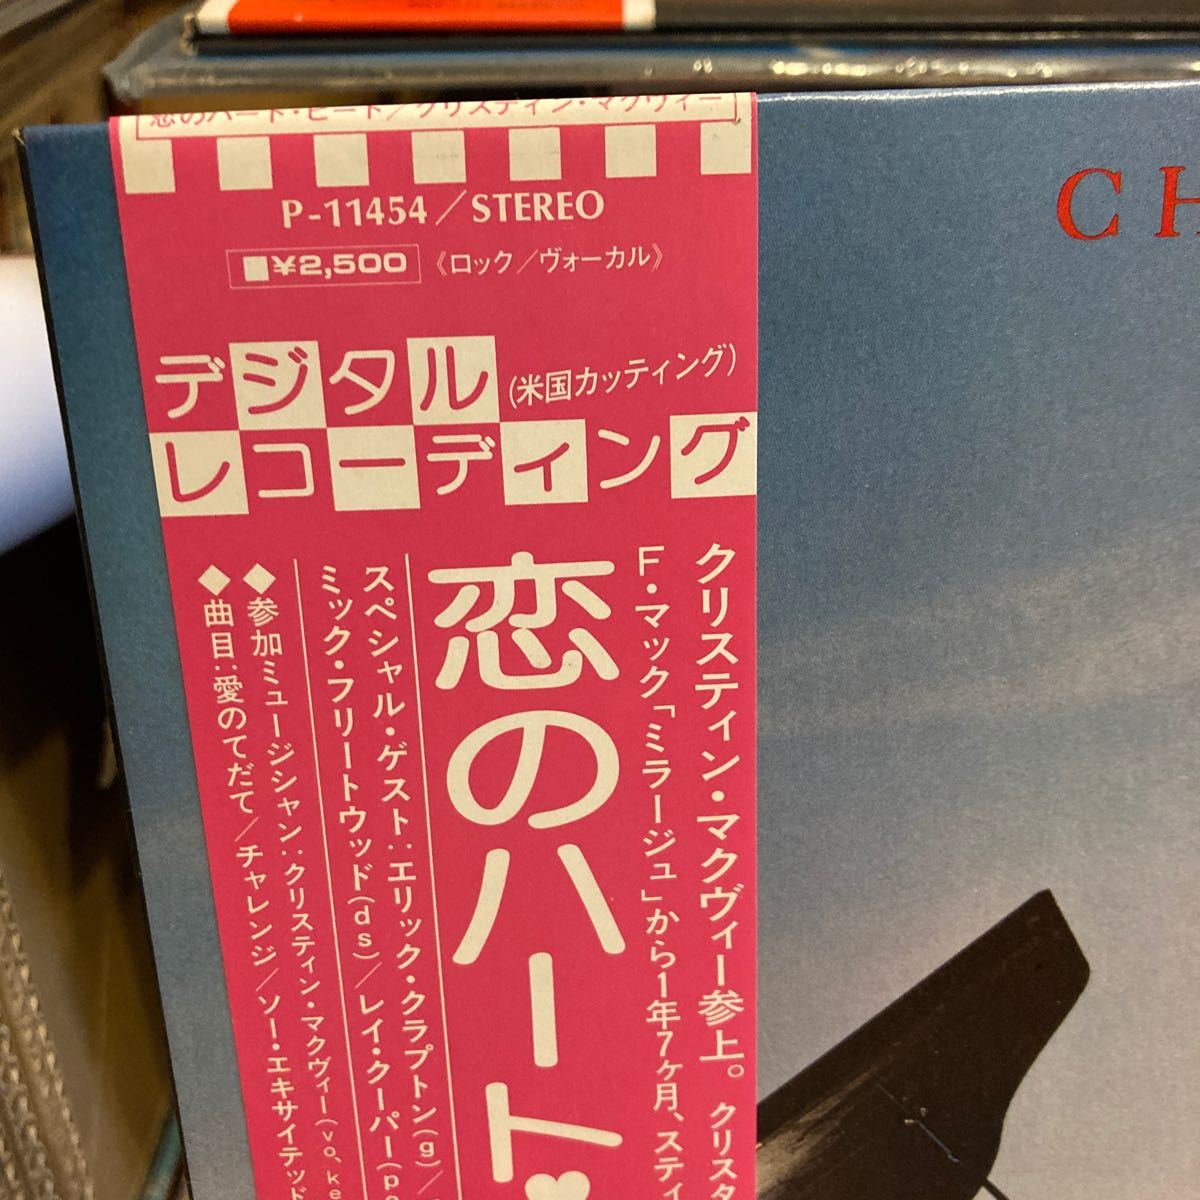 恋のハート・ビート／クリスティン・マクヴィー
P-11454／STEREO
■¥2,500 《ロック／ヴォーカル》
デジタル (米国カッティング)
レコーディング
CH
クリスティン・マクヴィー参上。クリスタ
F・マック「ミラージュ」から1年7ヶ月、スティ
恋のハート♥
スペシャル・ゲスト:エリック・クラプトン(g)/
ミック・フリートウッド(ds)/レイ・クーパー(pe
◆参加ミュージシャン:クリスティン・マクヴィー(vo、ke
◆曲目:愛のてだて/チャレンジ/ソー・エキサイテッド